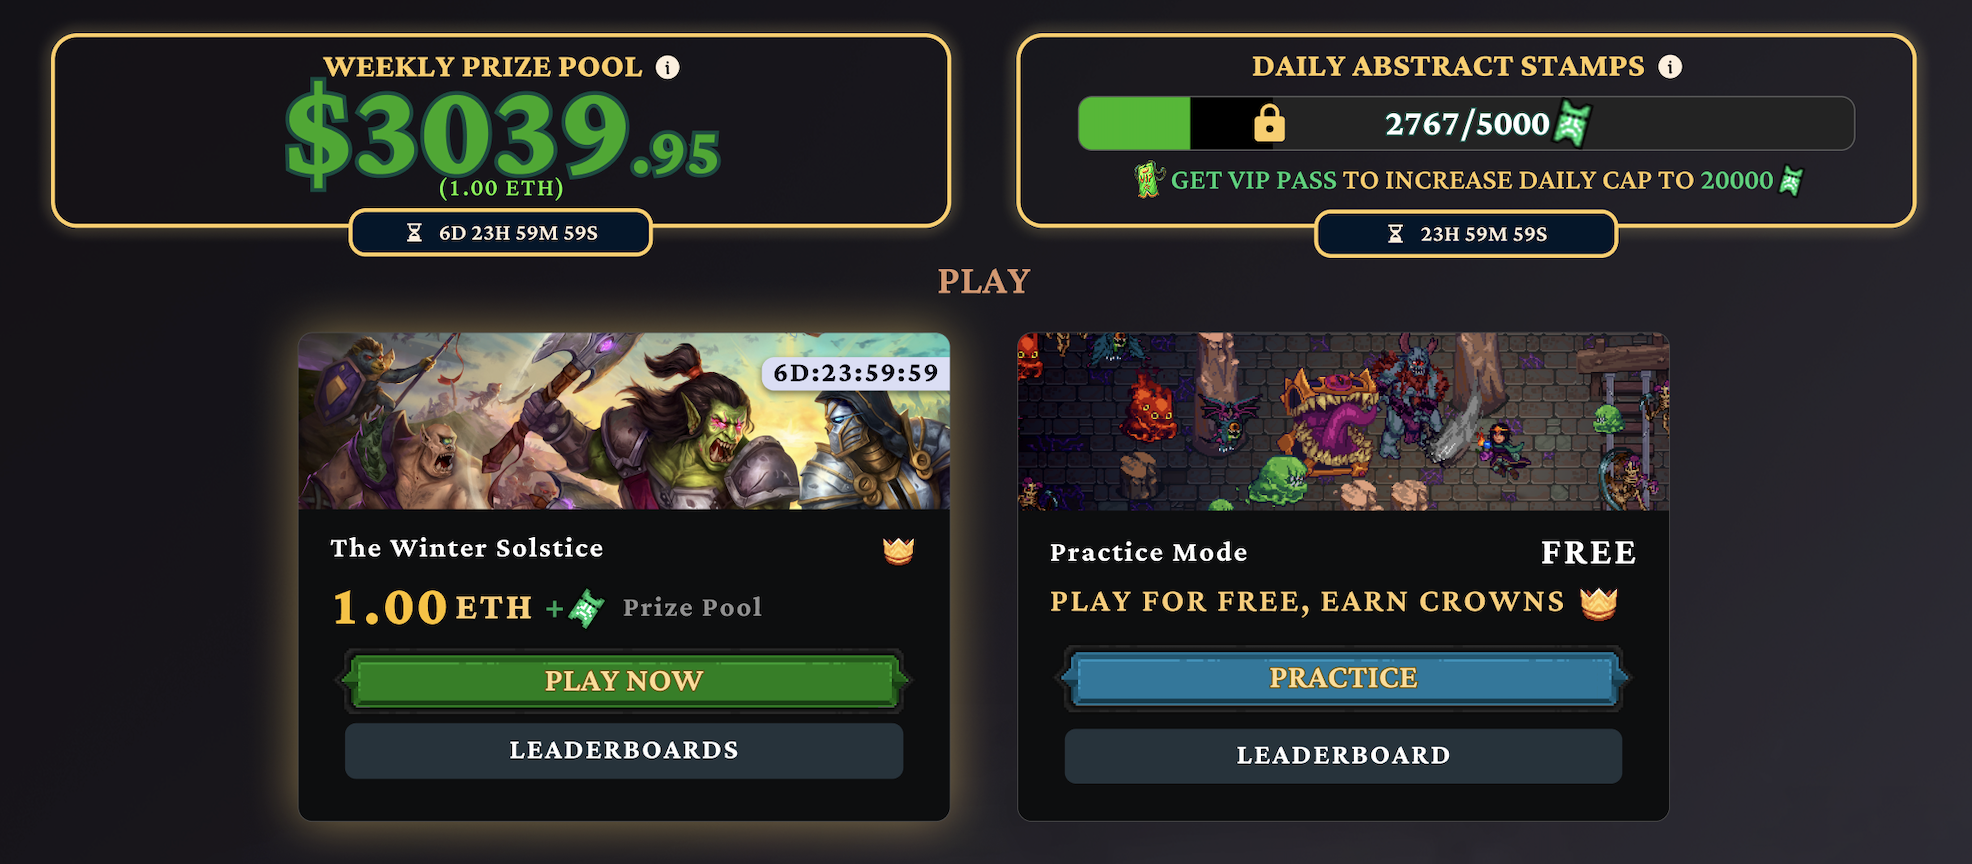 WEEKLY PRIZE POOL i
$3039.95
(1.00 ETH)
6D 23H 59M 59S
DAILY ABSTRACT STAMPS i
2767/5000
GET VIP PASS TO INCREASE DAILY CAP TO 20000
23H 59M 59S
PLAY
6D:23:59:59
The Winter Solstice
1.00 ETH + Prize Pool
PLAY NOW
LEADERBOARDS
Practice Mode FREE
PLAY FOR FREE, EARN CROWNS
PRACTICE
LEADERBOARD